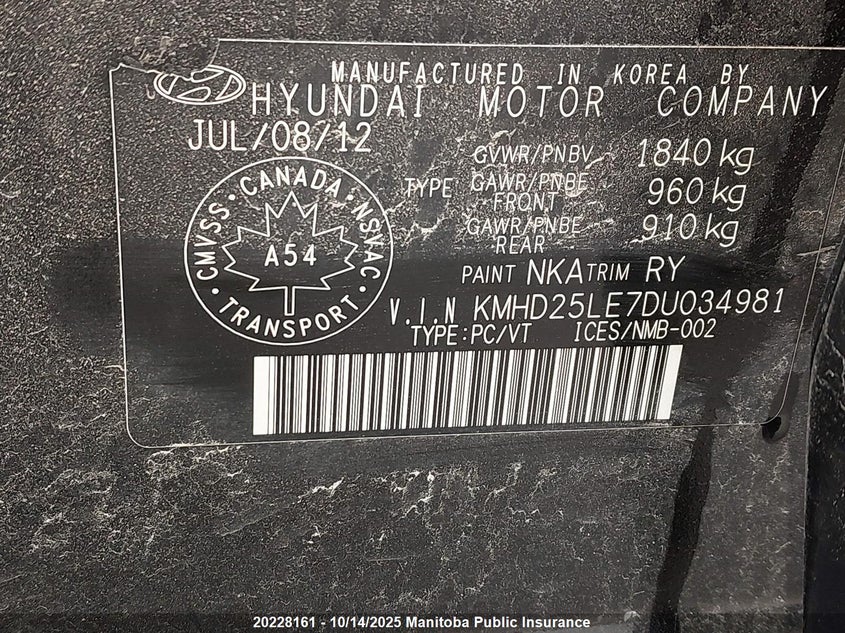 MANUFACTURED IN KOREA BY
HYUNDAI MOTOR COMPANY
JUL/08/12
GVWR/PNBV 1840 kg
TYPE GAWR/PNBE FRONT 960 kg
GAWR/PNBE REAR 910 kg
CMVSS · CANADA · NSVAC · TRANSPORT ·
A54
PAINT NKA TRIM RY
V.I.N KMHD25LE7DU034981
TYPE:PC/VT ICES/NMB-002
20228161 - 10/14/2025 Manitoba Public Insurance